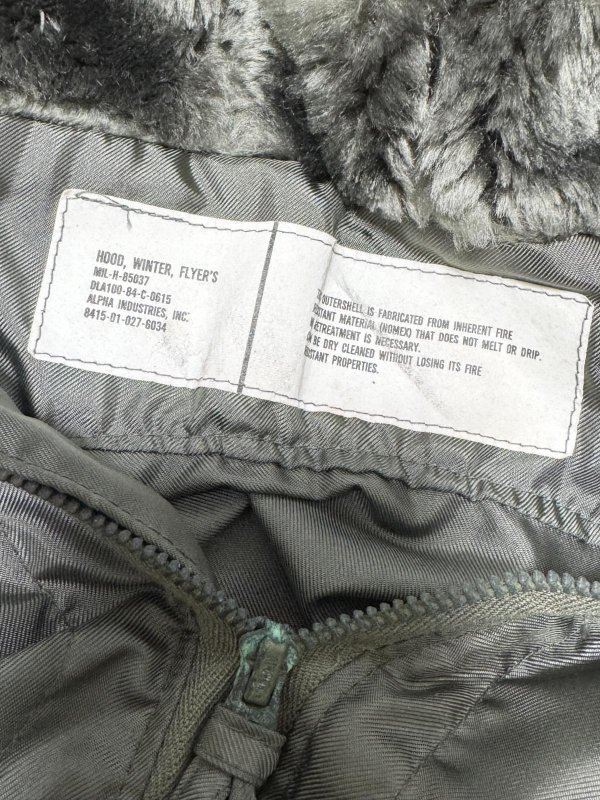 HOOD, WINTER, FLYER'S
MIL-H-85037
DLA100-84-C-0615
ALPHA INDUSTRIES, INC.
8415-01-027-6034
OUTERSHELL IS FABRICATED FROM INHERENT FIRE
ISTANT MATERIAL (NOMEX) THAT DOES NOT MELT OR DRIP.
RETREATMENT IS NECESSARY.
BE DRY CLEANED WITHOUT LOSING ITS FIRE
ISTANT PROPERTIES.